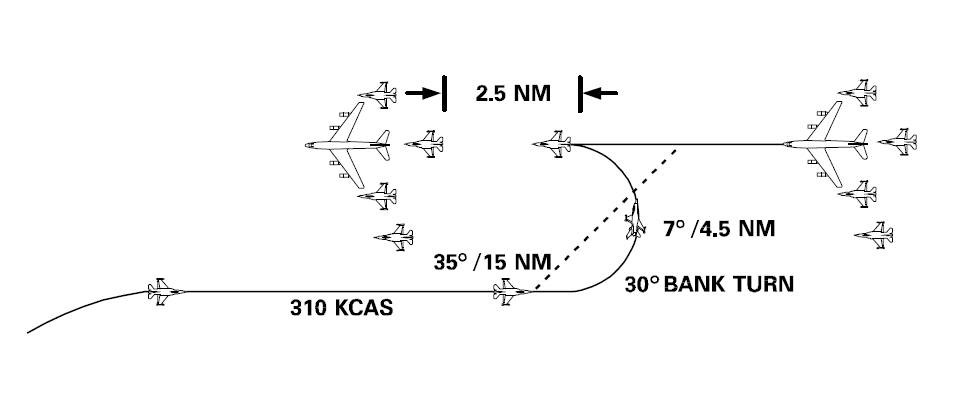 2.5 NM
7° /4.5 NM
35° /15 NM
30° BANK TURN
310 KCAS